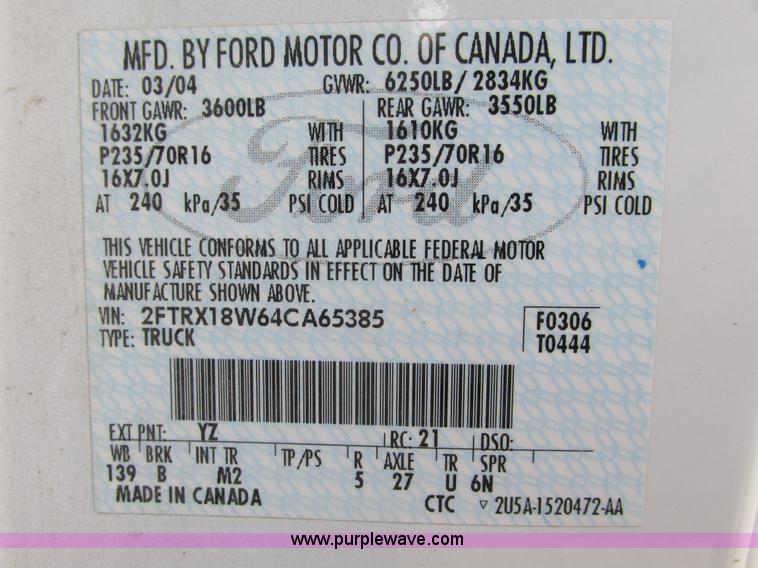 MFD. BY FORD MOTOR CO. OF CANADA, LTD.
DATE: 03/04 GVWR: 6250LB/ 2834KG
FRONT GAWR: 3600LB REAR GAWR: 3550LB
1632KG WITH 1610KG WITH
P235/70R16 TIRES P235/70R16 TIRES
16X7.0J RIMS 16X7.0J RIMS
AT 240 kPa/35 PSI COLD AT 240 kPa/35 PSI COLD
Ford
THIS VEHICLE CONFORMS TO ALL APPLICABLE FEDERAL MOTOR
VEHICLE SAFETY STANDARDS IN EFFECT ON THE DATE OF
MANUFACTURE SHOWN ABOVE.
VIN: 2FTRX18W64CA65385 F0306
TYPE: TRUCK T0444
EXT PNT: YZ RC: 21 DSO:
WB BRK INT TR TP/PS R AXLE TR SPR
139 B M2 5 27 U 6N
MADE IN CANADA CTC ▽ 2U5A-1520472-AA
www.purplewave.com